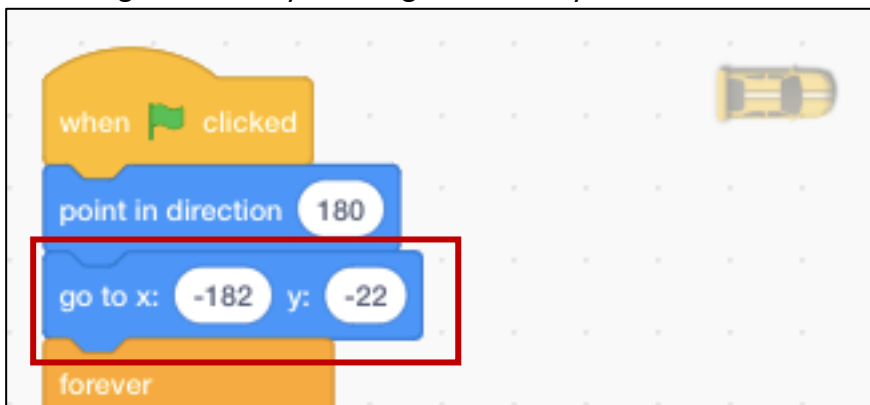 when clicked
point in direction 180
go to x: -182 y: -22
forever